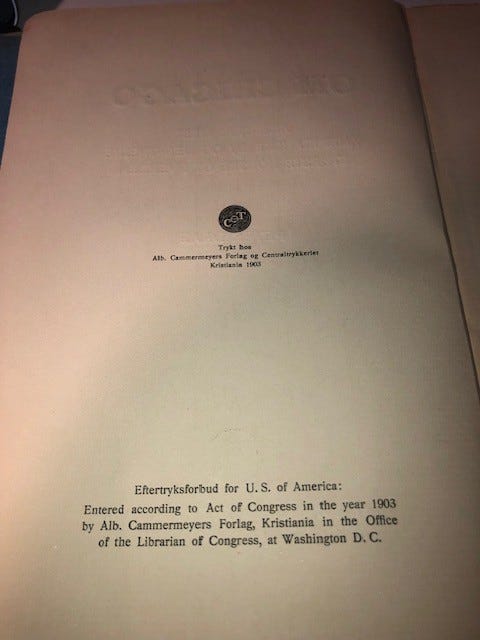 C&T
Trykt hos
Alb. Cammermeyers Forlag og Centraltrykkeriet
Kristiania 1903
Eftertryksforbud for U. S. of America:
Entered according to Act of Congress in the year 1903
by Alb. Cammermeyers Forlag, Kristiania in the Office
of the Librarian of Congress, at Washington D. C.